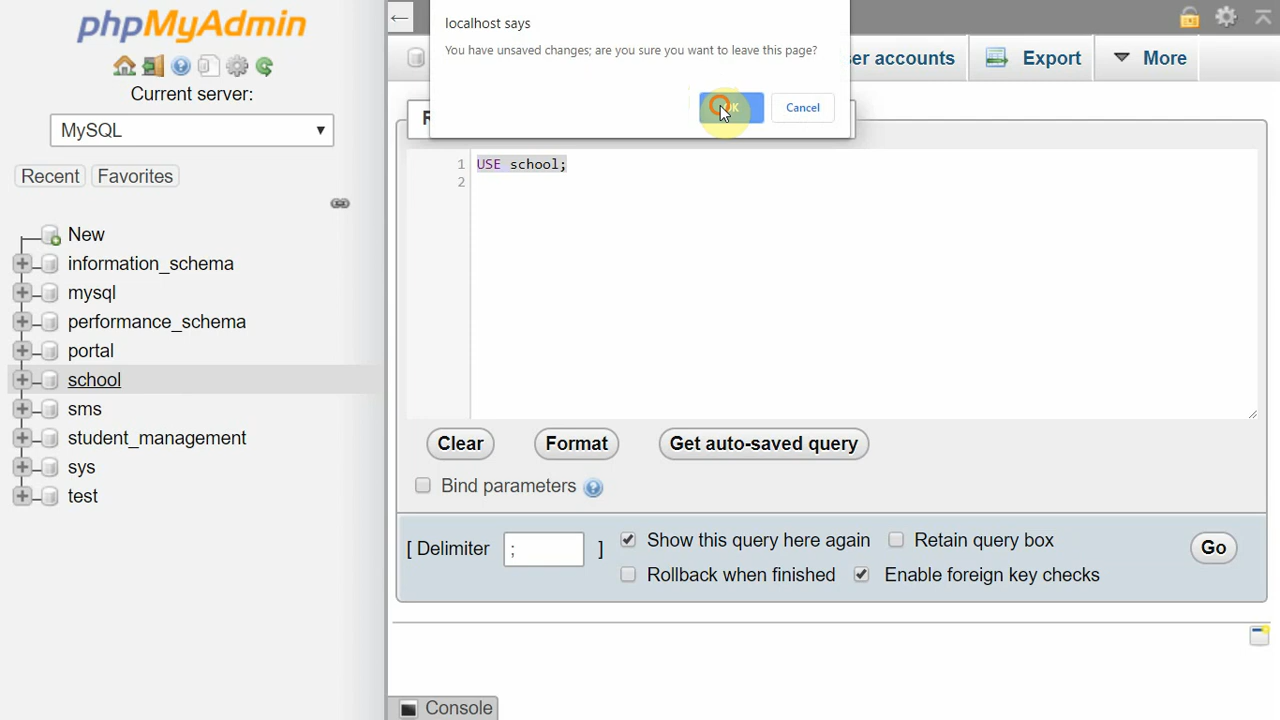 phpMyAdmin
Current server:
MySQL
Recent
Favorites
New
information_schema
mysql
performance_schema
portal
school
sms
student_management
sys
test
localhost says
You have unsaved changes; are you sure you want to leave this page?
Cancel
accounts
Export
More
1 USE school;
2
Clear
Format
Get auto-saved query
Bind parameters
[ Delimiter ; ]
Show this query here again
Retain query box
Rollback when finished
Enable foreign key checks
Go
Console